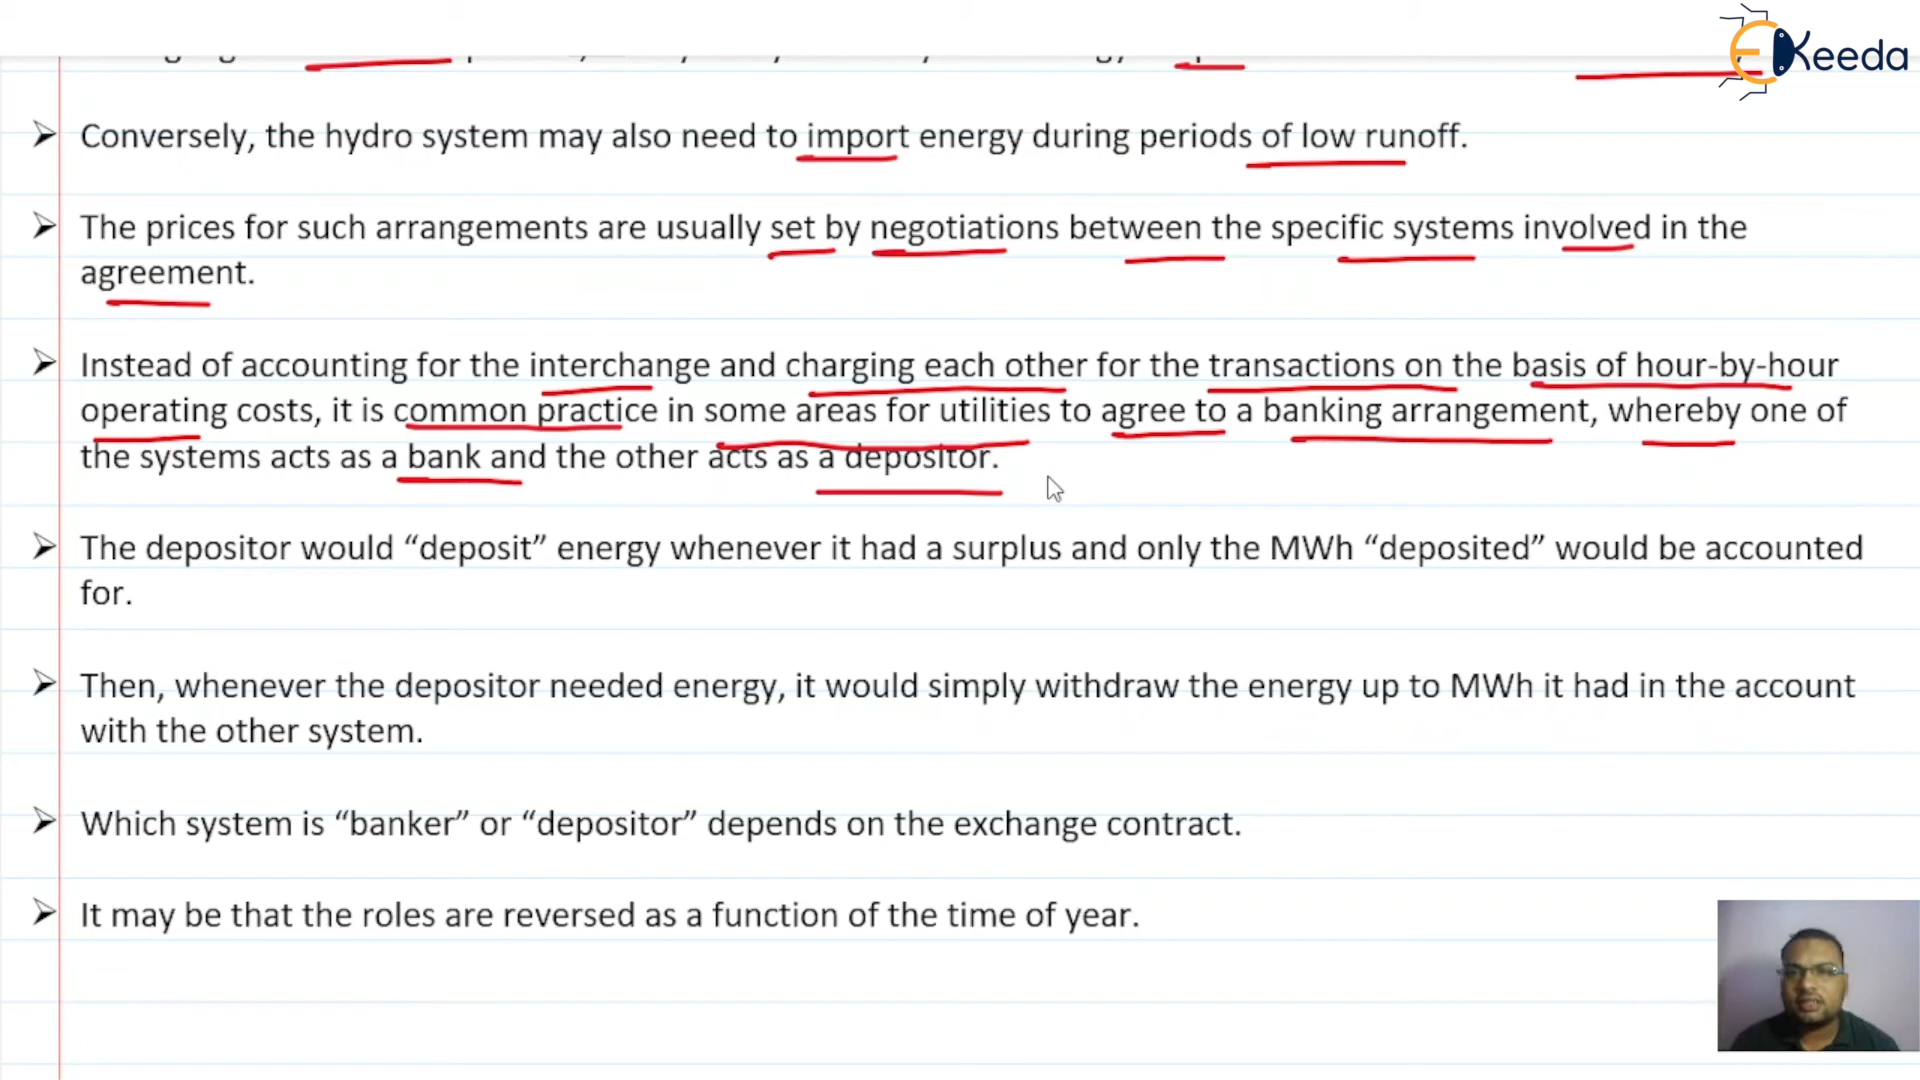 Keeda
Conversely, the hydro system may also need to import energy during periods of low runoff.
The prices for such arrangements are usually set by negotiations between the specific systems involved in the
agreement.
Instead of accounting for the interchange and charging each other for the transactions on the basis of hour-by-hour
operating costs, it is common practice in some areas for utilities to agree to a banking arrangement, whereby one of
the systems acts as a bank and the other acts as a depositor.
The depositor would “deposit” energy whenever it had a surplus and only the MWh “deposited” would be accounted
for.
Then, whenever the depositor needed energy, it would simply withdraw the energy up to MWh it had in the account
with the other system.
Which system is “banker” or “depositor” depends on the exchange contract.
It may be that the roles are reversed as a function of the time of year.